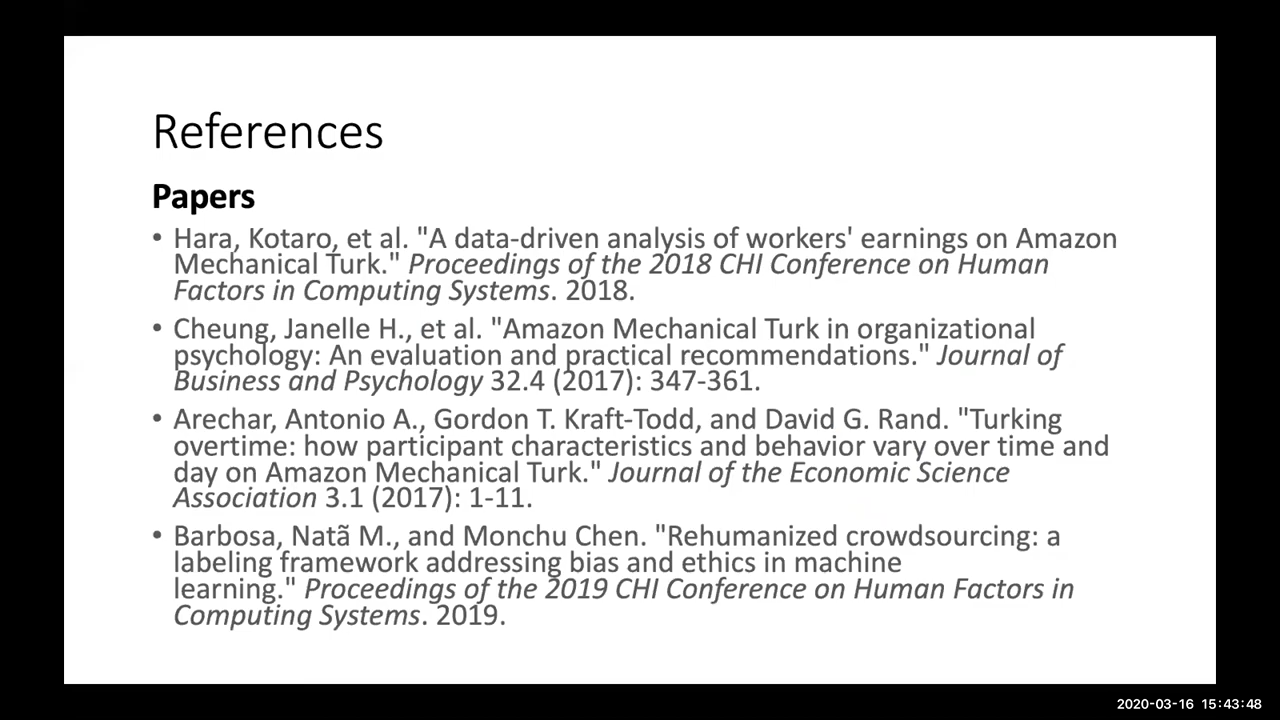 References
Papers
• Hara, Kotaro, et al. "A data-driven analysis of workers' earnings on Amazon
Mechanical Turk." Proceedings of the 2018 CHI Conference on Human
Factors in Computing Systems. 2018.
• Cheung, Janelle H., et al. "Amazon Mechanical Turk in organizational
psychology: An evaluation and practical recommendations." Journal of
Business and Psychology 32.4 (2017): 347-361.
• Arechar, Antonio A., Gordon T. Kraft-Todd, and David G. Rand. "Turking
overtime: how participant characteristics and behavior vary over time and
day on Amazon Mechanical Turk." Journal of the Economic Science
Association 3.1 (2017): 1-11.
• Barbosa, Natã M., and Monchu Chen. "Rehumanized crowdsourcing: a
labeling framework addressing bias and ethics in machine
learning." Proceedings of the 2019 CHI Conference on Human Factors in
Computing Systems. 2019.
2020-03-16 15:43:48